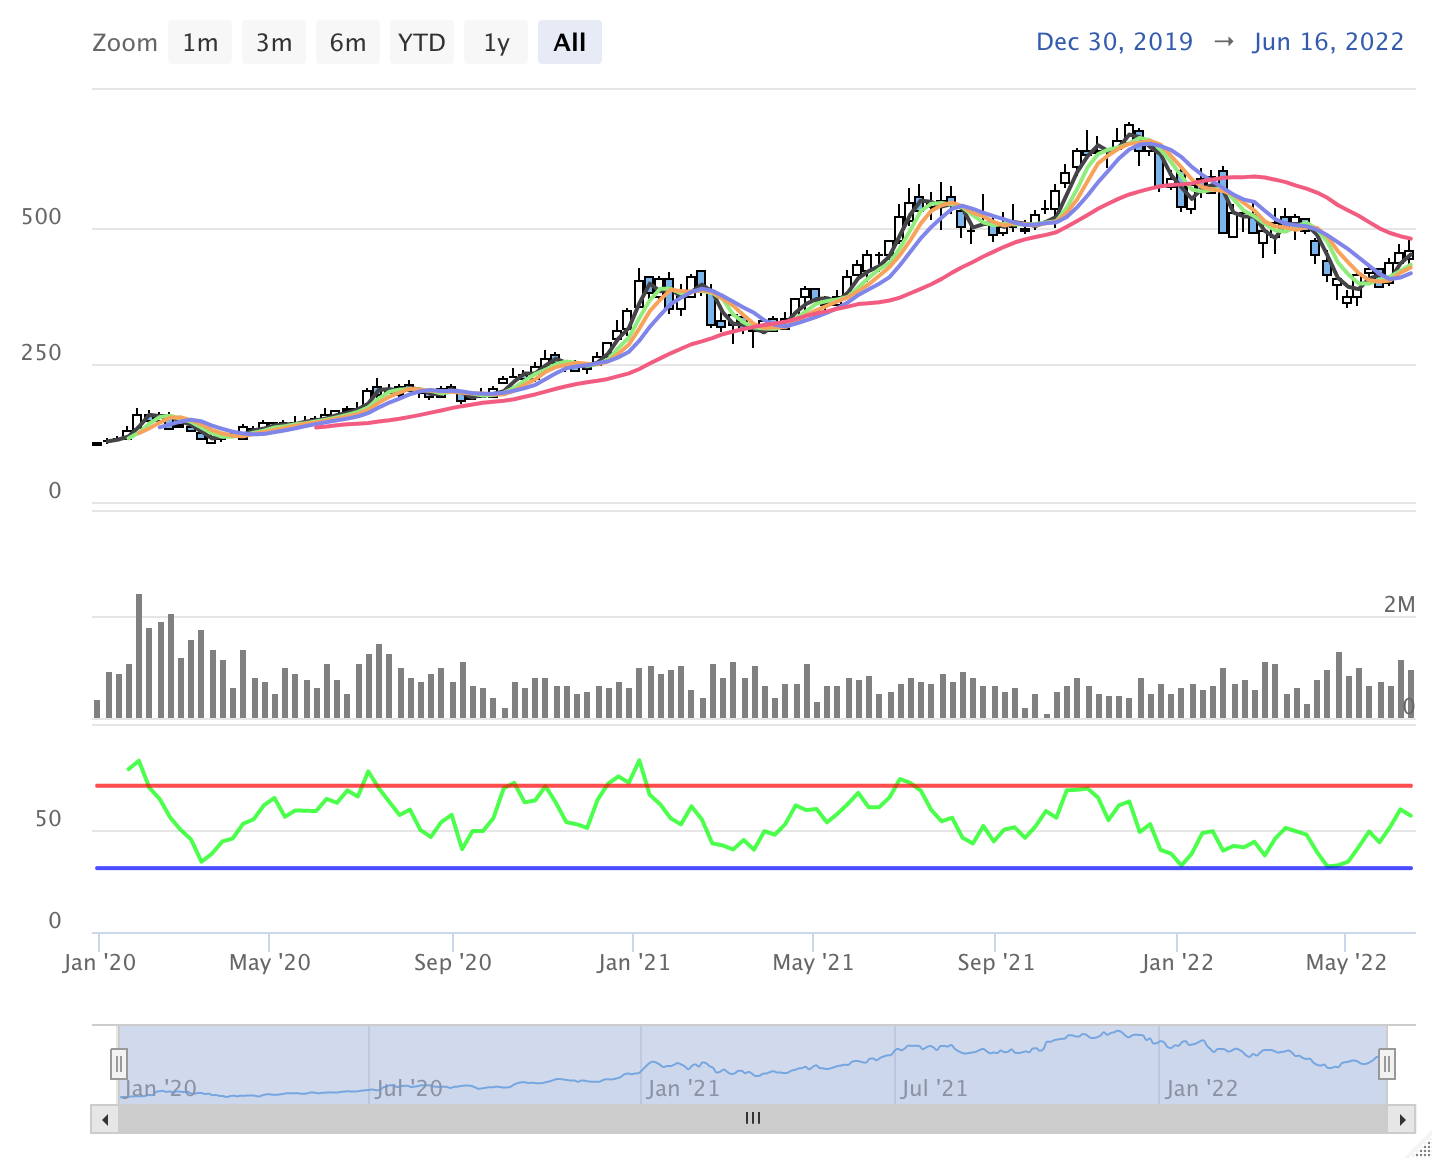 Zoom 1m 3m 6m YTD 1y All Dec 30, 2019 → Jun 16, 2022
500
250
0
2M
0
50
0
Jan '20 May '20 Sep '20 Jan '21 May '21 Sep '21 Jan '22 May '22
Jan '20 Jul '20 Jan '21 Jul '21 Jan '22